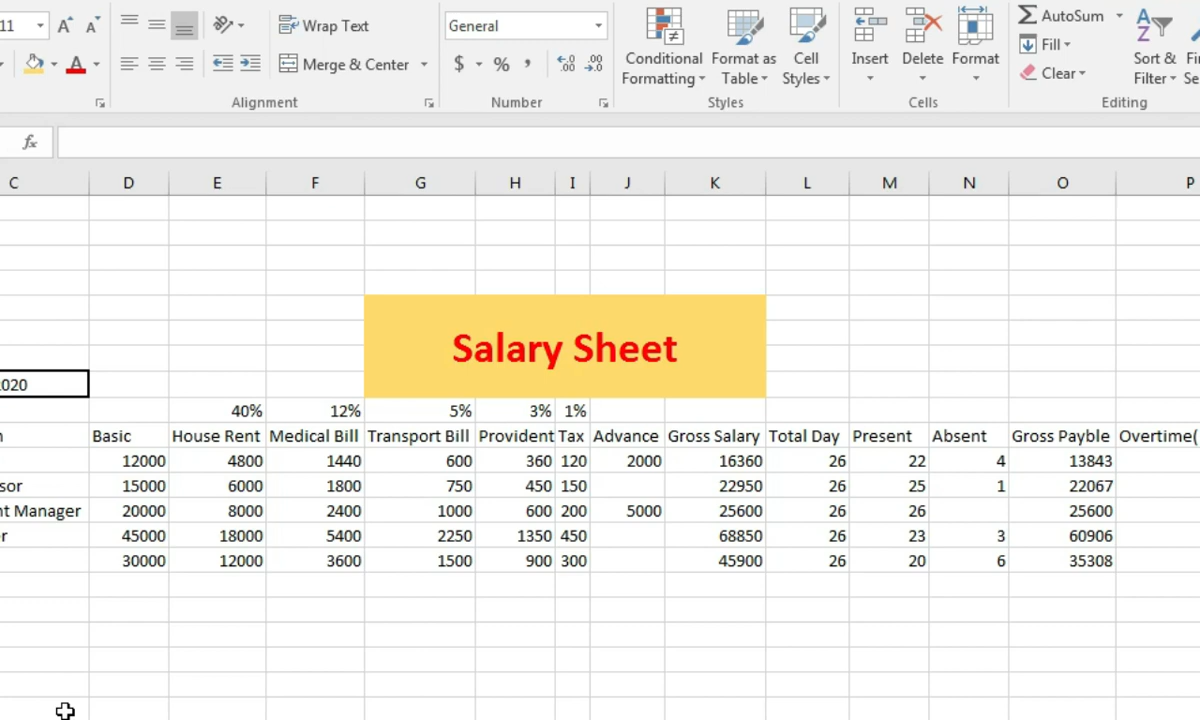 11 A A Wrap Text General AutoSum
Merge & Center $ % , .00 Conditional Formatting Format as Table Cell Styles Insert Delete Format Fill Clear Sort & Filter
Alignment Number Styles Cells Editing
fx
C D E F G H I J K L M N O P
Salary Sheet
2020
40% 12% 5% 3% 1%
Basic House Rent Medical Bill Transport Bill Provident Tax Advance Gross Salary Total Day Present Absent Gross Payble Overtime(
12000 4800 1440 600 360 120 2000 16360 26 22 4 13843
sor 15000 6000 1800 750 450 150 22950 26 25 1 22067
nt Manager 20000 8000 2400 1000 600 200 5000 25600 26 26 25600
r 45000 18000 5400 2250 1350 450 68850 26 23 3 60906
30000 12000 3600 1500 900 300 45900 26 20 6 35308